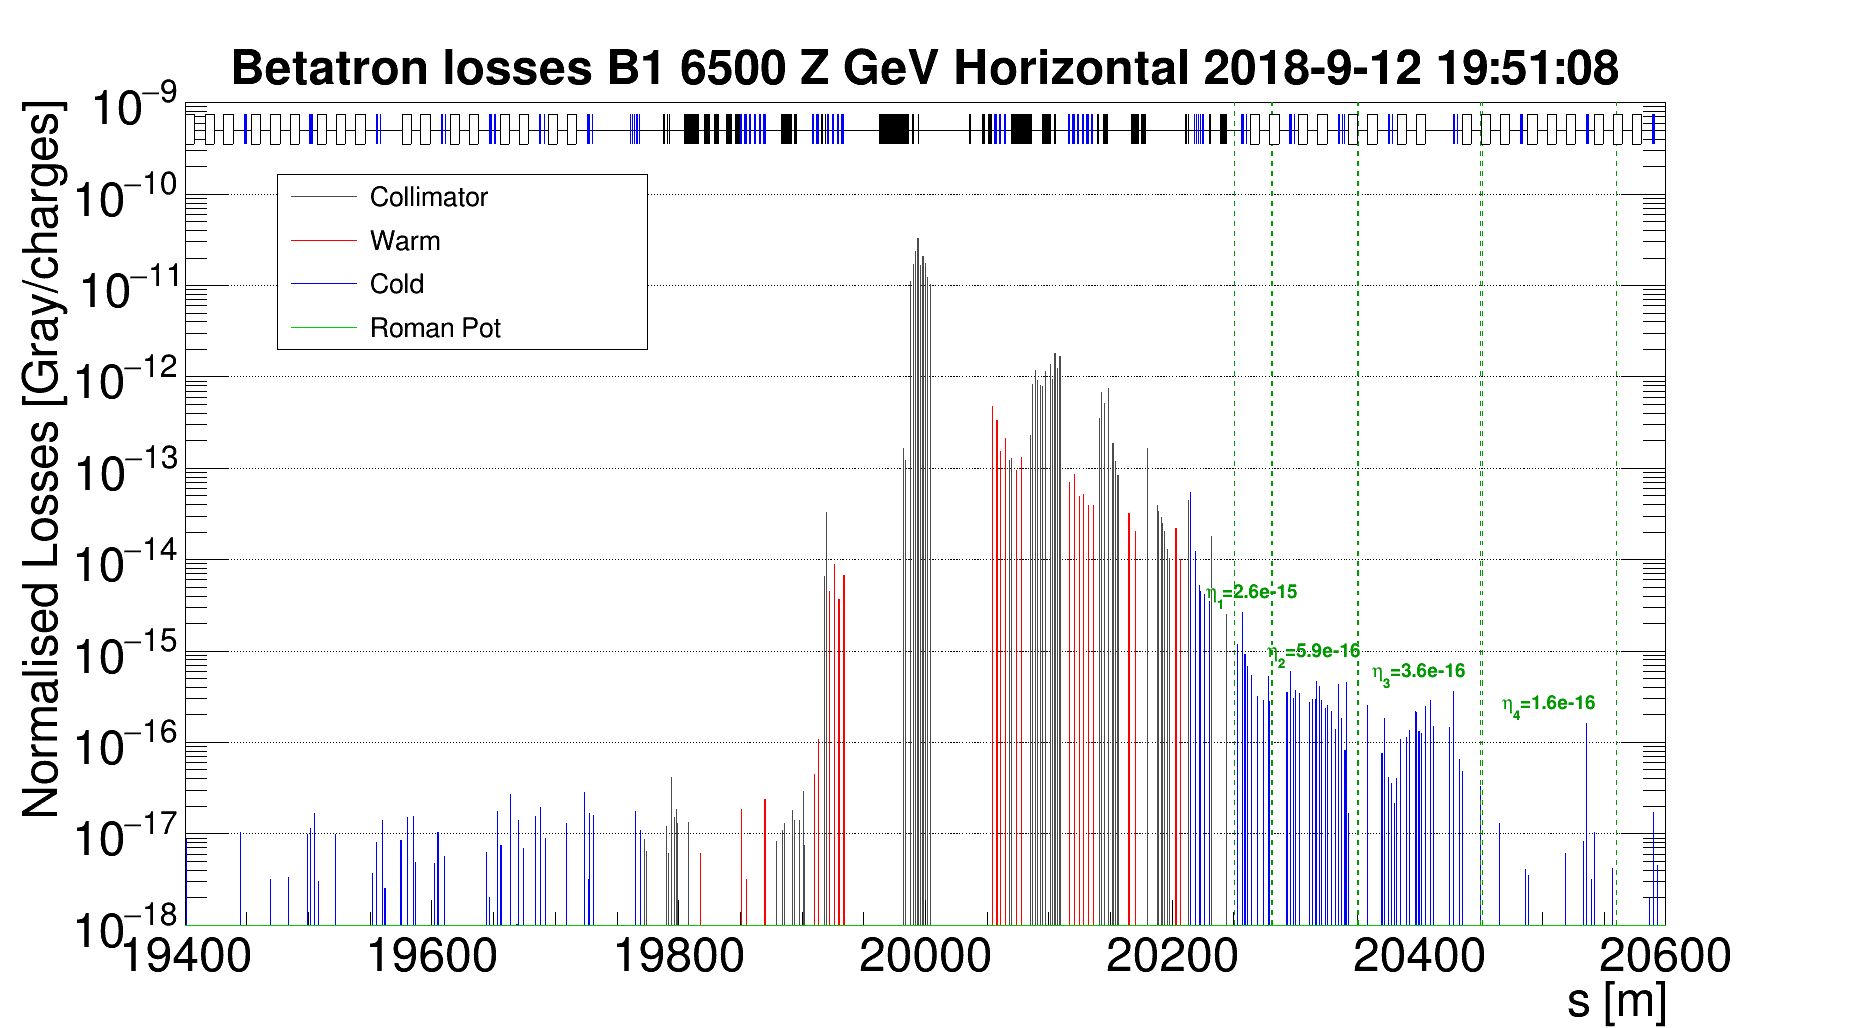 Betatron losses B1 6500 Z GeV Horizontal 2018-9-12 19:51:08
Normalised Losses [Gray/charges]
10−9
10−10
10−11
10−12
10−13
10−14
10−15
10−16
10−17
10−18
Collimator
Warm
Cold
Roman Pot
η1=2.6e-15
η2=5.9e-16
η3=3.6e-16
η4=1.6e-16
19400 19600 19800 20000 20200 20400 20600
s [m]